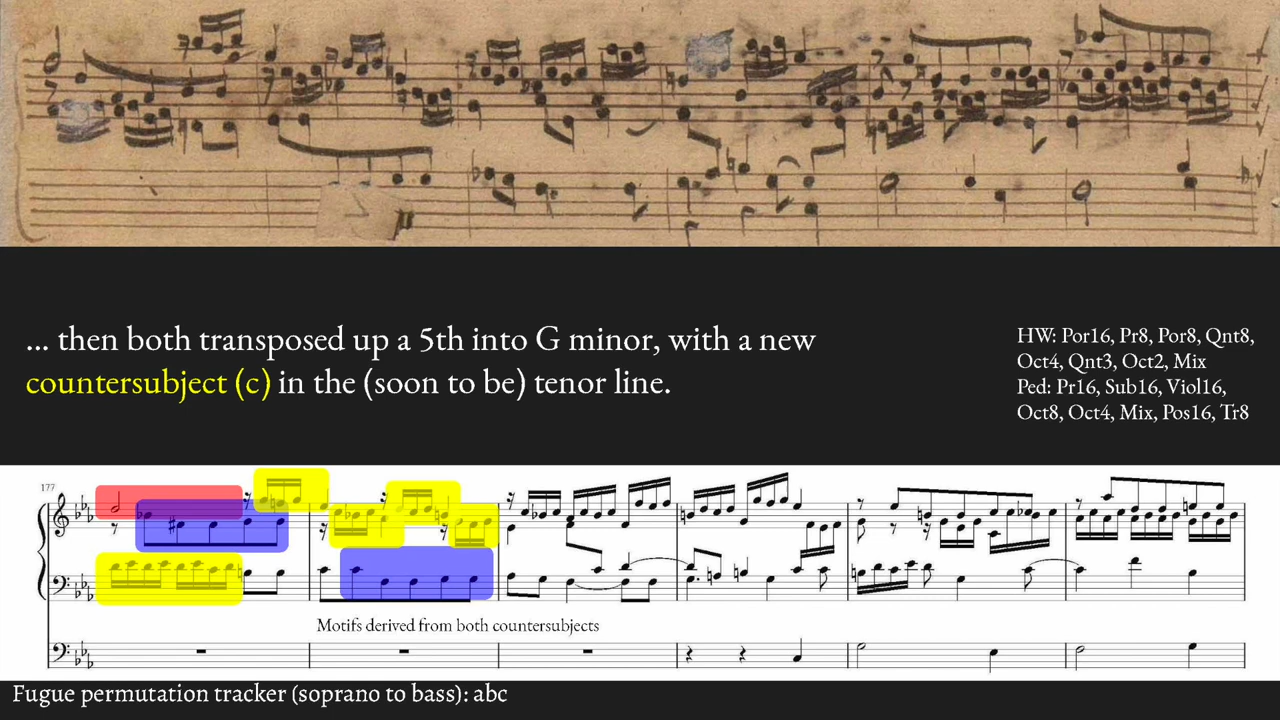 ... then both transposed up a 5th into G minor, with a new
countersubject (c) in the (soon to be) tenor line.
HW: Por16, Pr8, Por8, Qnt8,
Oct4, Qnt3, Oct2, Mix
Ped: Pr16, Sub16, Viol16,
Oct8, Oct4, Mix, Pos16, Tr8
177
Motifs derived from both countersubjects
Fugue permutation tracker (soprano to bass): abc